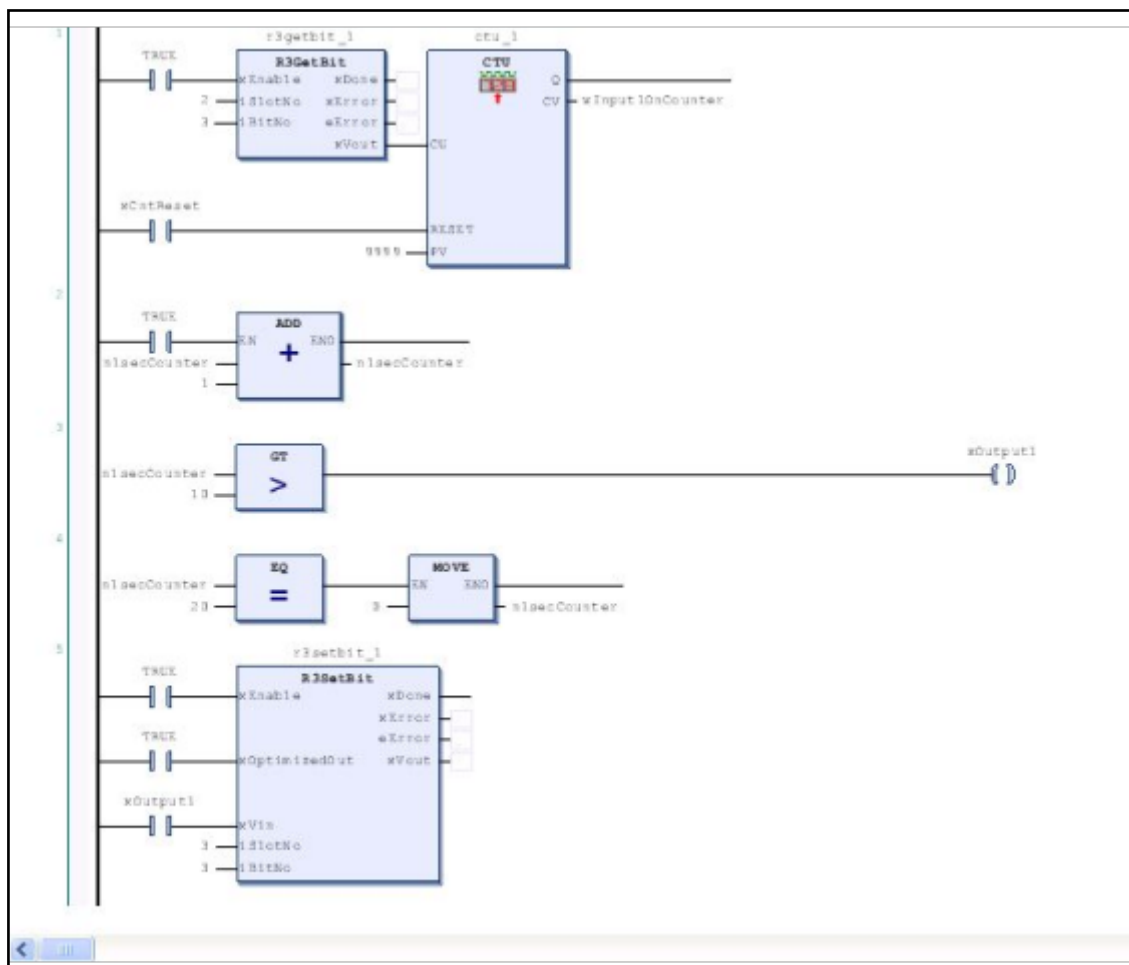 1
r3getbit_1
ctu_1
TRUE
R3GetBit
CTU
xEnable xDone
Q
2 iSlotNo xError
CV wInput1OnCounter
3 iBitNo eError
xVout
CU
xCntReset
RESET
9999 PV
2
TRUE
ADD
EN ENO
+
n1secCounter
n1secCounter
1
3
GT
xOutput1
n1secCounter
>
10
4
EQ
MOVE
n1secCounter
EN ENO
=
20
0
n1secCounter
5
r3setbit_1
TRUE
R3SetBit
xEnable xDone
xError
TRUE
eError
xOptimizedOut xVout
xOutput1
xVin
3 iSlotNo
3 iBitNo